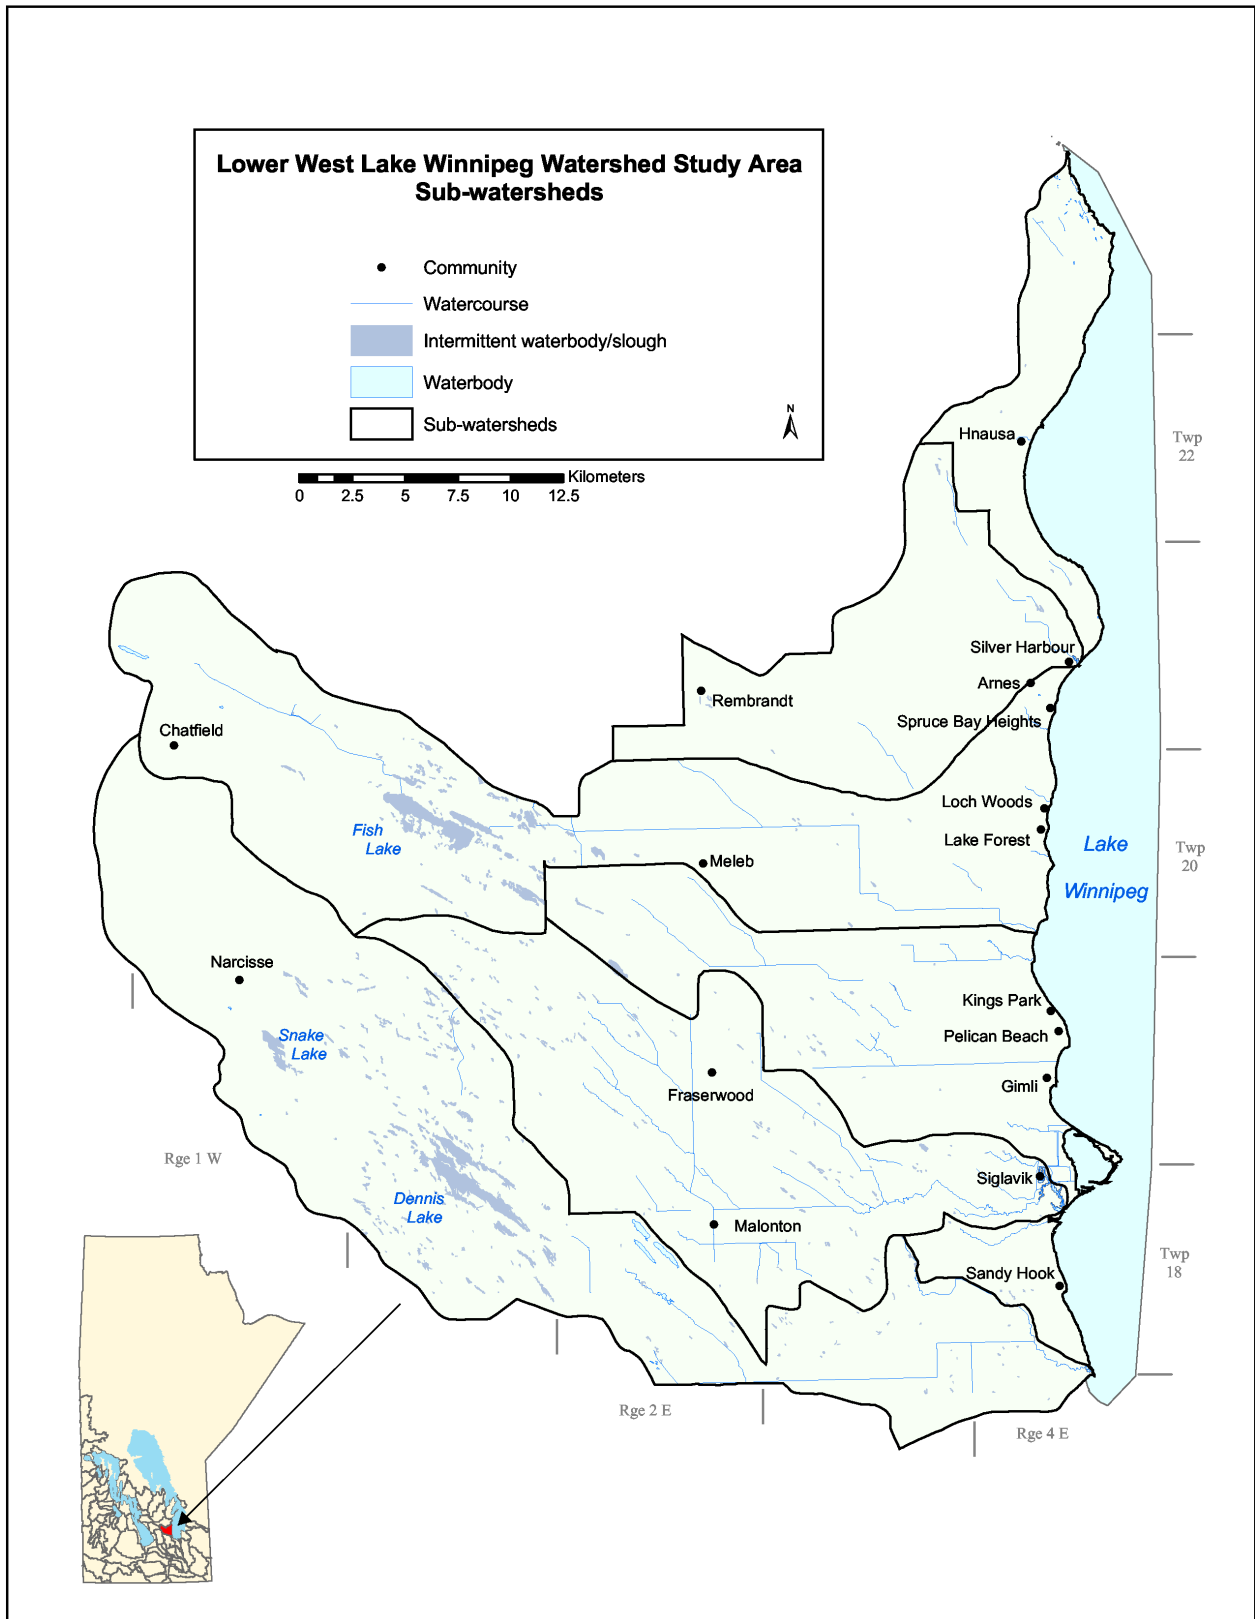 Lower West Lake Winnipeg Watershed Study Area
Sub-watersheds
Community
Watercourse
Intermittent waterbody/slough
Waterbody
Sub-watersheds
N
Kilometers
0 2.5 5 7.5 10 12.5
Hnausa
Twp
22
Silver Harbour
Arnes
Rembrandt
Spruce Bay Heights
Chatfield
Loch Woods
Fish
Lake
Lake Forest
Lake
Winnipeg
Twp
20
Meleb
Narcisse
Kings Park
Snake
Lake
Pelican Beach
Gimli
Fraserwood
Rge 1 W
Siglavik
Dennis
Lake
Malonton
Twp
18
Sandy Hook
Rge 2 E
Rge 4 E